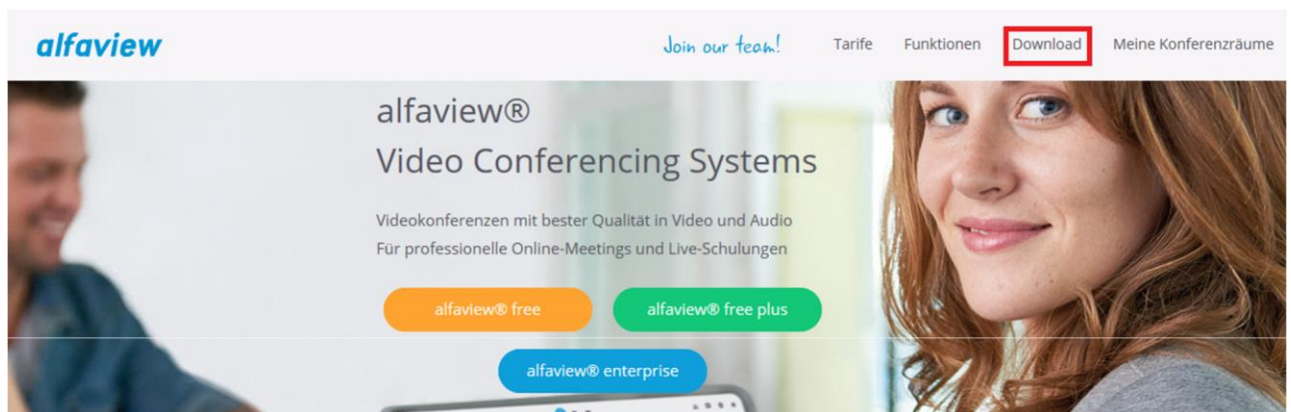 alfaview
Join our team!
Tarife
Funktionen
Download
Meine Konferenzräume
alfaview®
Video Conferencing Systems
Videokonferenzen mit bester Qualität in Video und Audio
Für professionelle Online-Meetings und Live-Schulungen
alfaview® free
alfaview® free plus
alfaview® enterprise